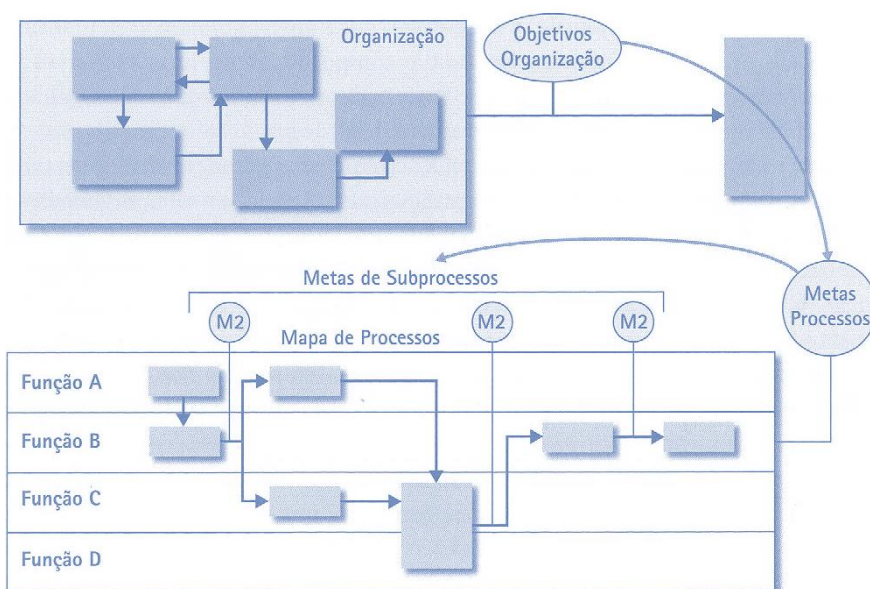 Organização
Objetivos
Organização
Metas de Subprocessos
Metas
Processos
M2
M2
M2
Mapa de Processos
Função A
Função B
Função C
Função D